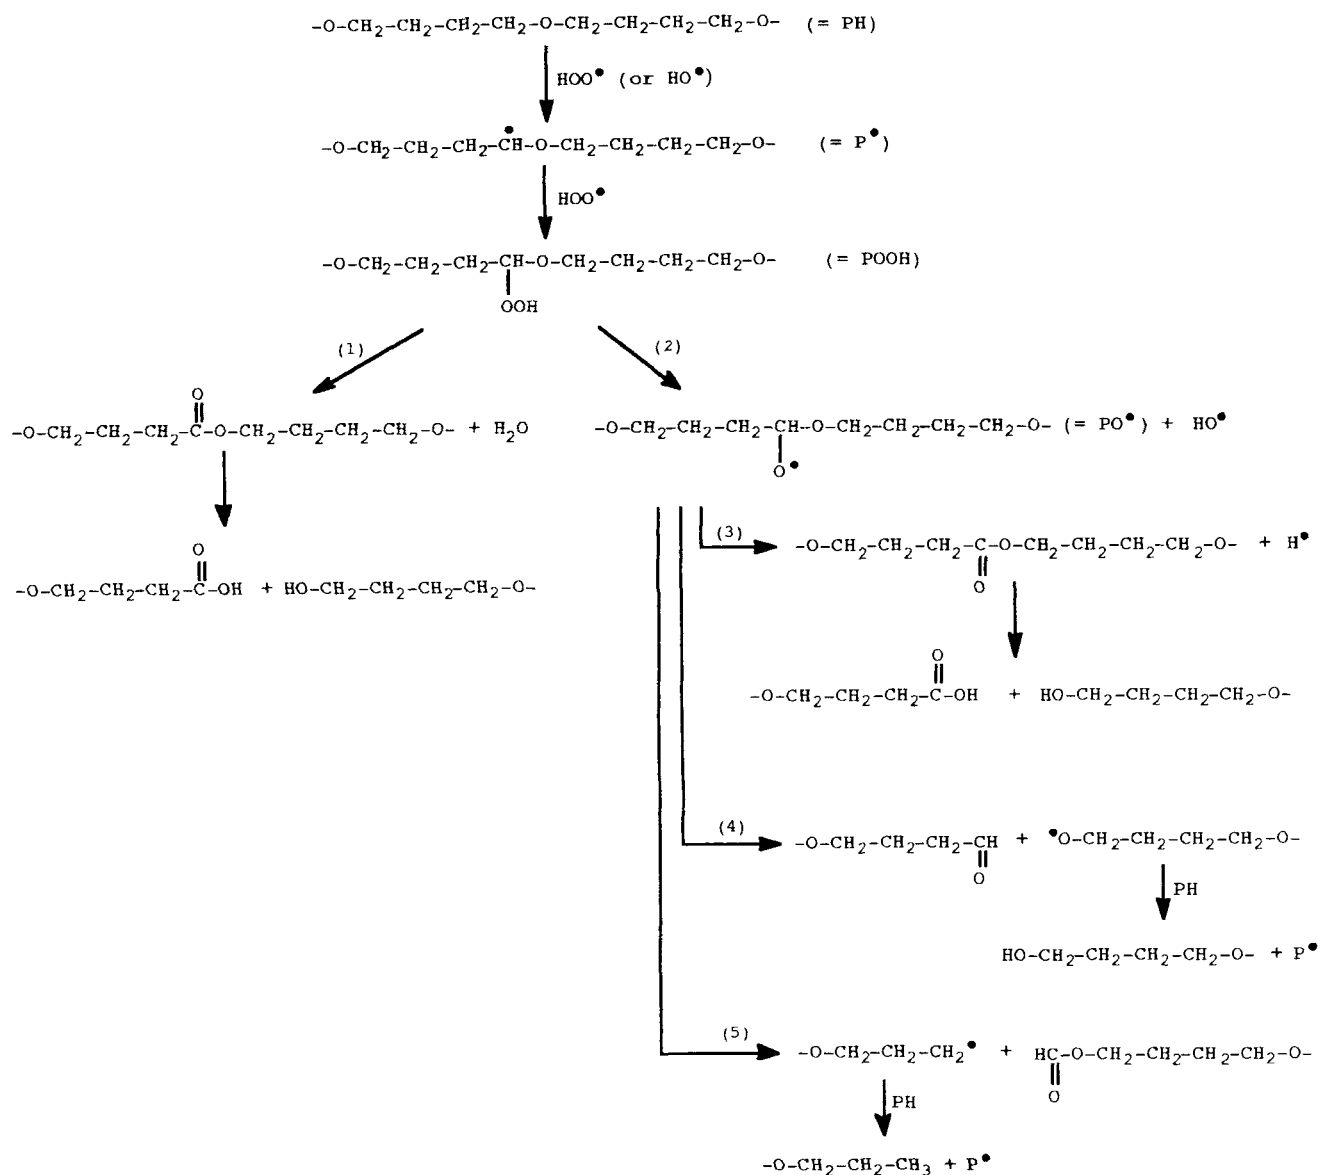 -O-CH2-CH2-CH2-CH2-O-CH2-CH2-CH2-CH2-O- (= PH)
HOO• (or HO•)
-O-CH2-CH2-CH2-ĊH-O-CH2-CH2-CH2-CH2-O- (= P•)
HOO•
-O-CH2-CH2-CH2-CH-O-CH2-CH2-CH2-CH2-O- (= POOH)
OOH
(1)
(2)
O
-O-CH2-CH2-CH2-C-O-CH2-CH2-CH2-CH2-O- + H2O
-O-CH2-CH2-CH2-CH-O-CH2-CH2-CH2-CH2-O- (= PO•) + HO•
O•
(3)
-O-CH2-CH2-CH2-C-O-CH2-CH2-CH2-CH2-O- + H•
O
O
-O-CH2-CH2-CH2-C-OH + HO-CH2-CH2-CH2-CH2-O-
O
-O-CH2-CH2-CH2-C-OH + HO-CH2-CH2-CH2-CH2-O-
(4)
-O-CH2-CH2-CH2-CH + •O-CH2-CH2-CH2-CH2-O-
O
PH
HO-CH2-CH2-CH2-CH2-O- + P•
(5)
-O-CH2-CH2-CH2• + HC-O-CH2-CH2-CH2-CH2-O-
O
PH
-O-CH2-CH2-CH3 + P•